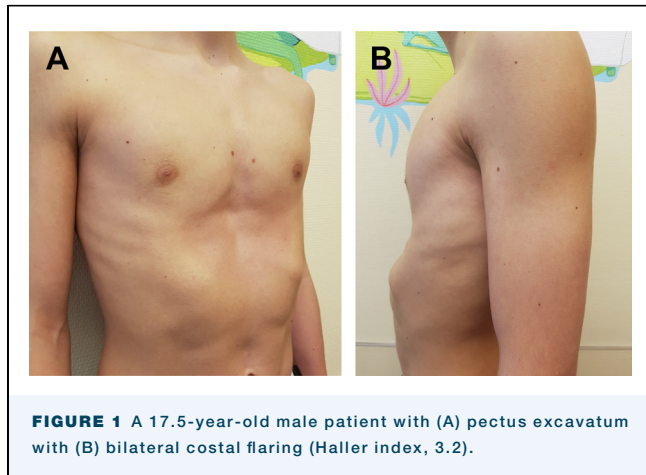 A
B
FIGURE 1 A 17.5-year-old male patient with (A) pectus excavatum
with (B) bilateral costal flaring (Haller index, 3.2).